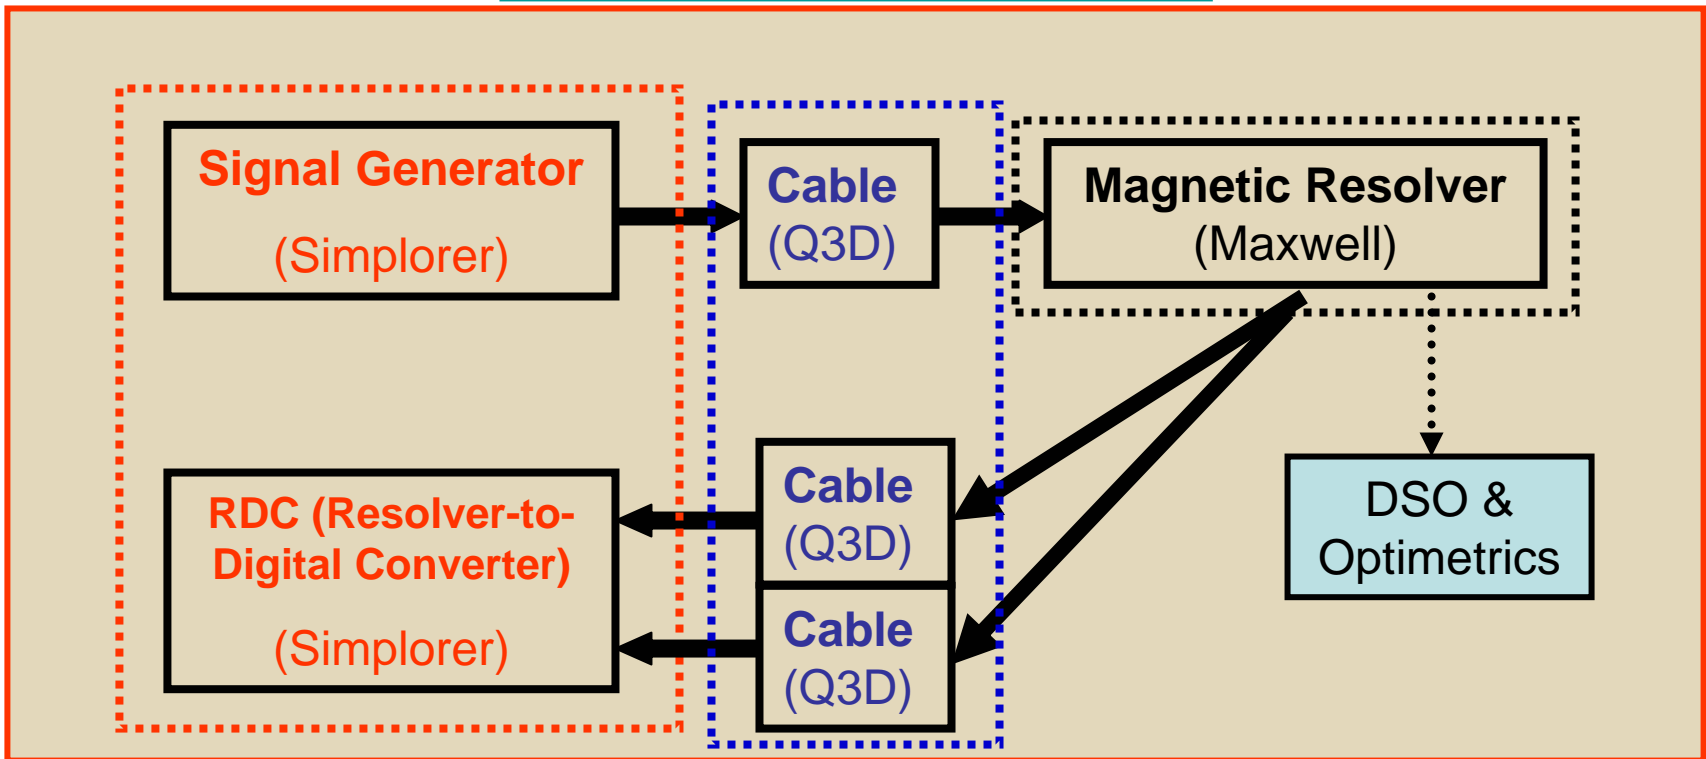 Signal Generator
(Simplorer)
Cable
(Q3D)
Magnetic Resolver
(Maxwell)
RDC (Resolver-to-
Digital Converter)
(Simplorer)
Cable
(Q3D)
Cable
(Q3D)
DSO &
Optimetrics